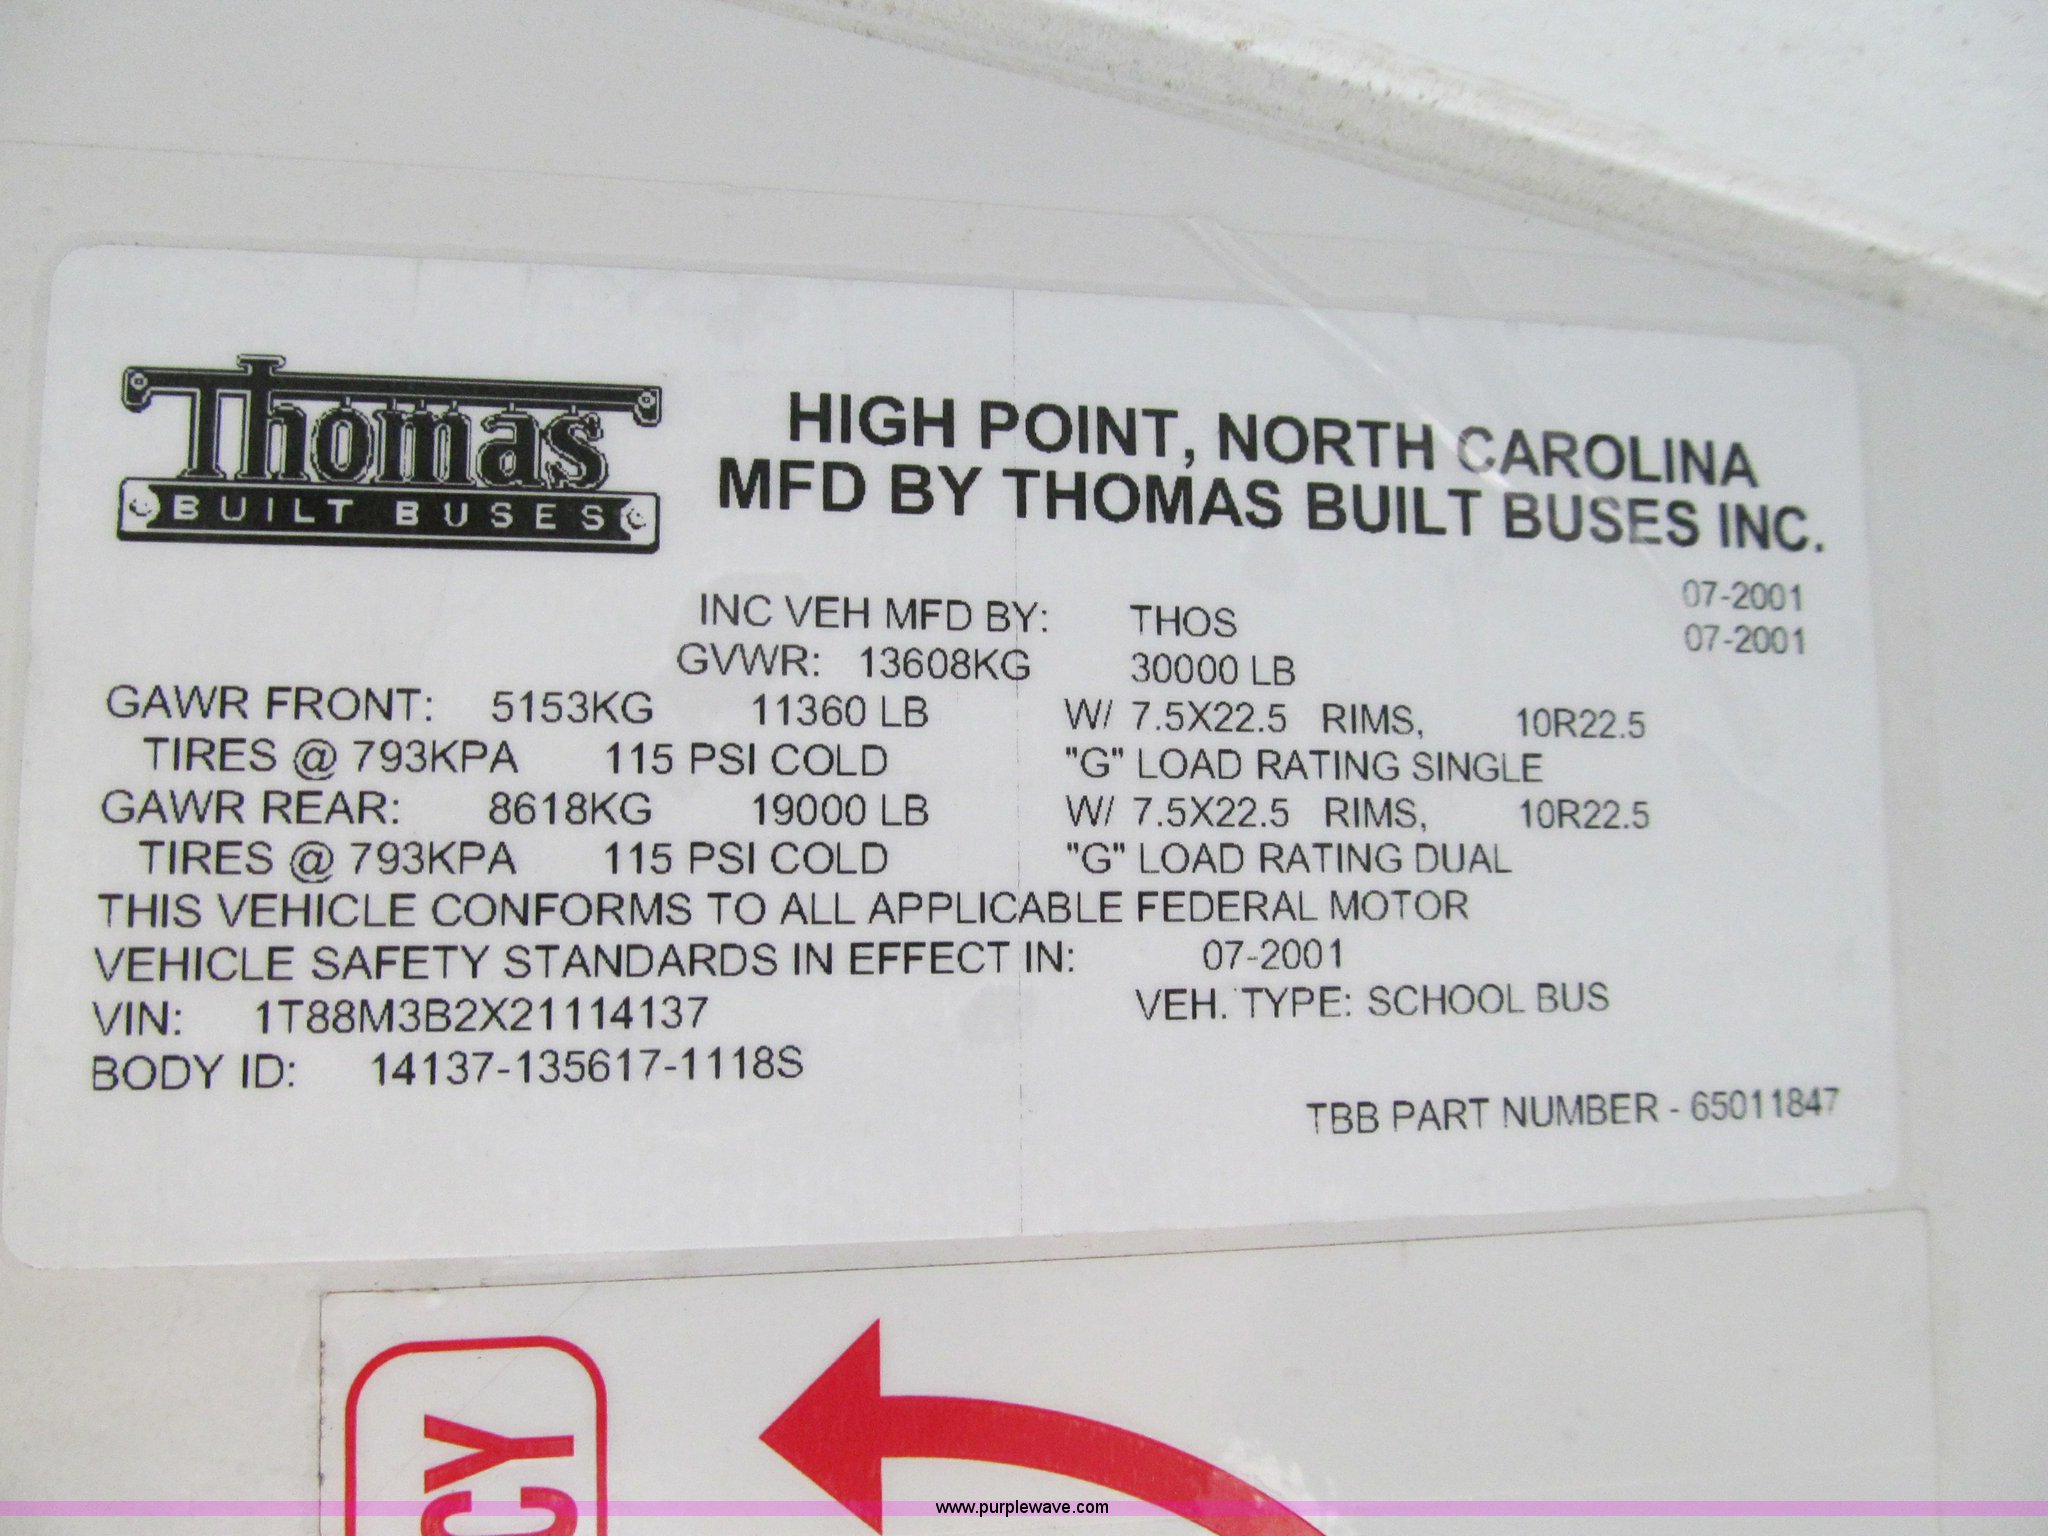 Thomas
BUILT BUSES
HIGH POINT, NORTH CAROLINA
MFD BY THOMAS BUILT BUSES INC.
INC VEH MFD BY: THOS 07-2001
07-2001
GVWR: 13608KG 30000 LB
GAWR FRONT: 5153KG 11360 LB W/ 7.5X22.5 RIMS, 10R22.5
TIRES @ 793KPA 115 PSI COLD "G" LOAD RATING SINGLE
GAWR REAR: 8618KG 19000 LB W/ 7.5X22.5 RIMS, 10R22.5
TIRES @ 793KPA 115 PSI COLD "G" LOAD RATING DUAL
THIS VEHICLE CONFORMS TO ALL APPLICABLE FEDERAL MOTOR
VEHICLE SAFETY STANDARDS IN EFFECT IN: 07-2001
VIN: 1T88M3B2X21114137 VEH. TYPE: SCHOOL BUS
BODY ID: 14137-135617-1118S
TBB PART NUMBER - 65011847
CY
www.purplewave.com